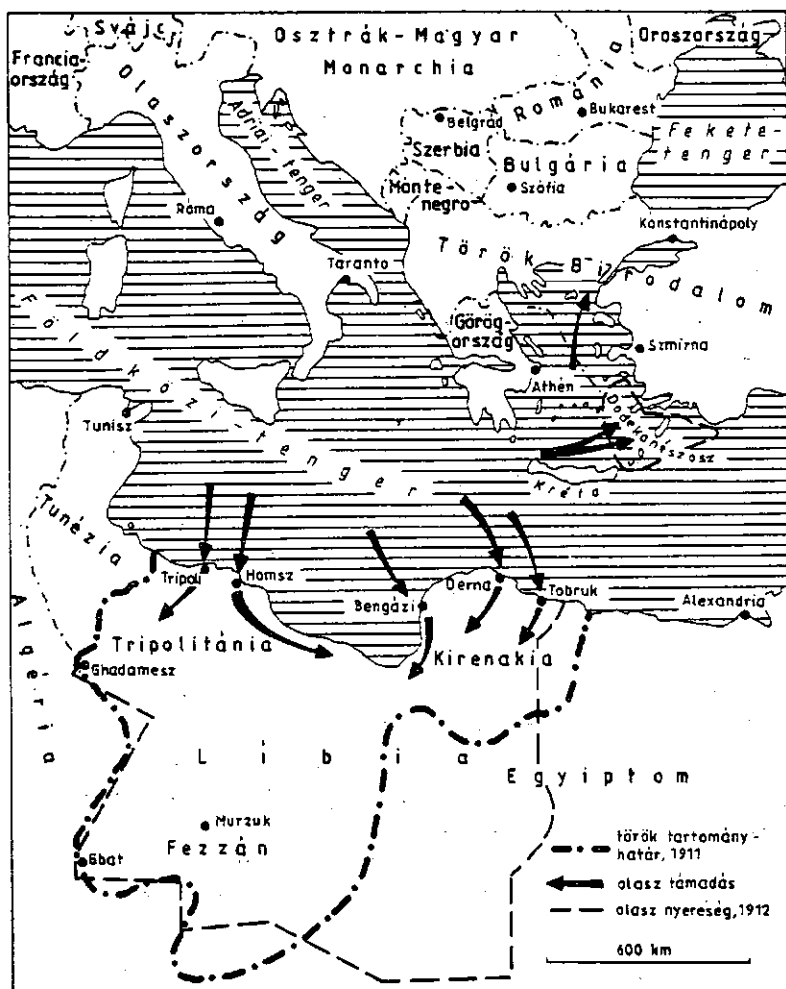 Svájc
Francia-
ország
Osztrák-Magyar
Monarchia
Oroszország
Olaszország
Adriai-tenger
Románia
Belgrád
Bukarest
Szerbia
Bulgária
Fekete-
tenger
Monte-
negro
Szófia
Róma
Konstantinápoly
Török Birodalom
Taranto
Görög-
ország
Szmirna
Athén
Földközi-tenger
Dodekanészosz
Kréta
Tunisz
Tunézia
Algéria
Tripoli
Homsz
Bengázi
Derna
Tobruk
Alexandria
Tripolitánia
Kirenakia
Ghadamesz
Líbia
Egyiptom
Murzuk
Fezzán
Ghat
török tartomány-
határ, 1911
olasz támadás
olasz nyereség, 1912
600 km